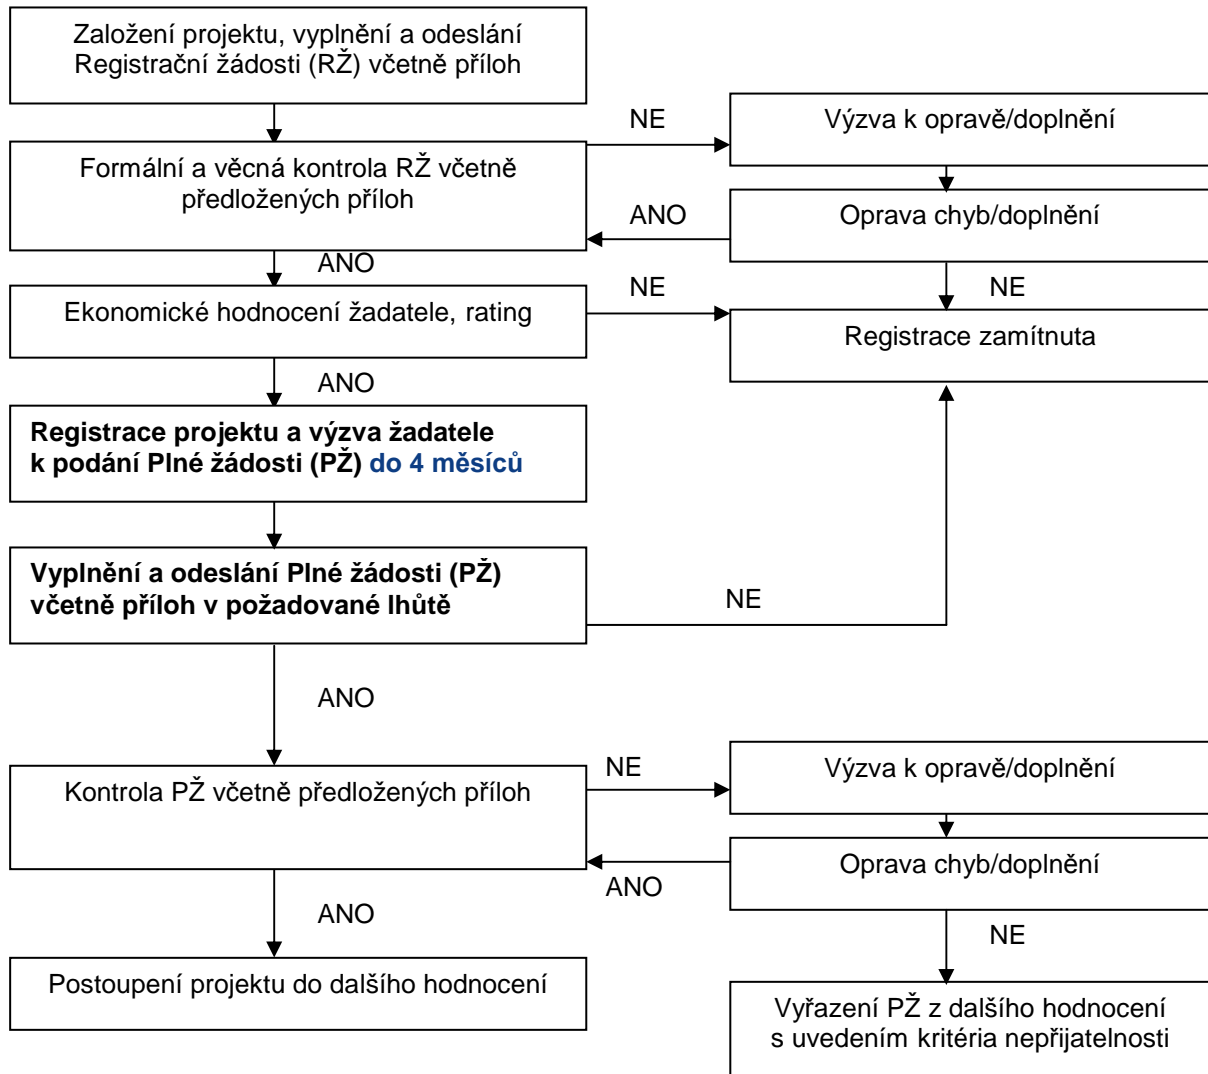 Založení projektu, vyplnění a odeslání
Registrační žádosti (RŽ) včetně příloh
NE
Výzva k opravě/doplnění
Formální a věcná kontrola RŽ včetně
předložených příloh
ANO
Oprava chyb/doplnění
ANO
NE
NE
Ekonomické hodnocení žadatele, rating
Registrace zamítnuta
ANO
Registrace projektu a výzva žadatele
k podání Plné žádosti (PŽ) do 4 měsíců
Vyplnění a odeslání Plné žádosti (PŽ)
včetně příloh v požadované lhůtě
NE
ANO
NE
Výzva k opravě/doplnění
Kontrola PŽ včetně předložených příloh
Oprava chyb/doplnění
ANO
ANO
NE
Postoupení projektu do dalšího hodnocení
Vyřazení PŽ z dalšího hodnocení
s uvedením kritéria nepřijatelnosti